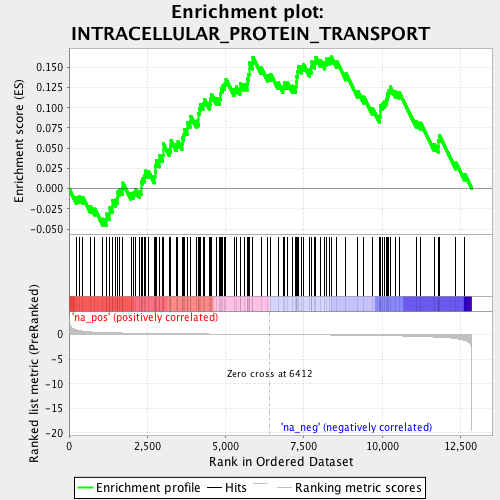 Enrichment plot:
INTRACELLULAR_PROTEIN_TRANSPORT
Enrichment score (ES)
0.150
0.125
0.100
0.075
0.050
0.025
0.000
-0.025
-0.050
'na_pos' (positively correlated)
Ranked list metric (PreRanked)
0
-5
-10
-15
-20
Zero cross at 6412
'na_neg' (negatively correlated)
0
2,500
5,000
7,500
10,000
12,500
Rank in Ordered Dataset
Enrichment profile
Hits
Ranking metric scores